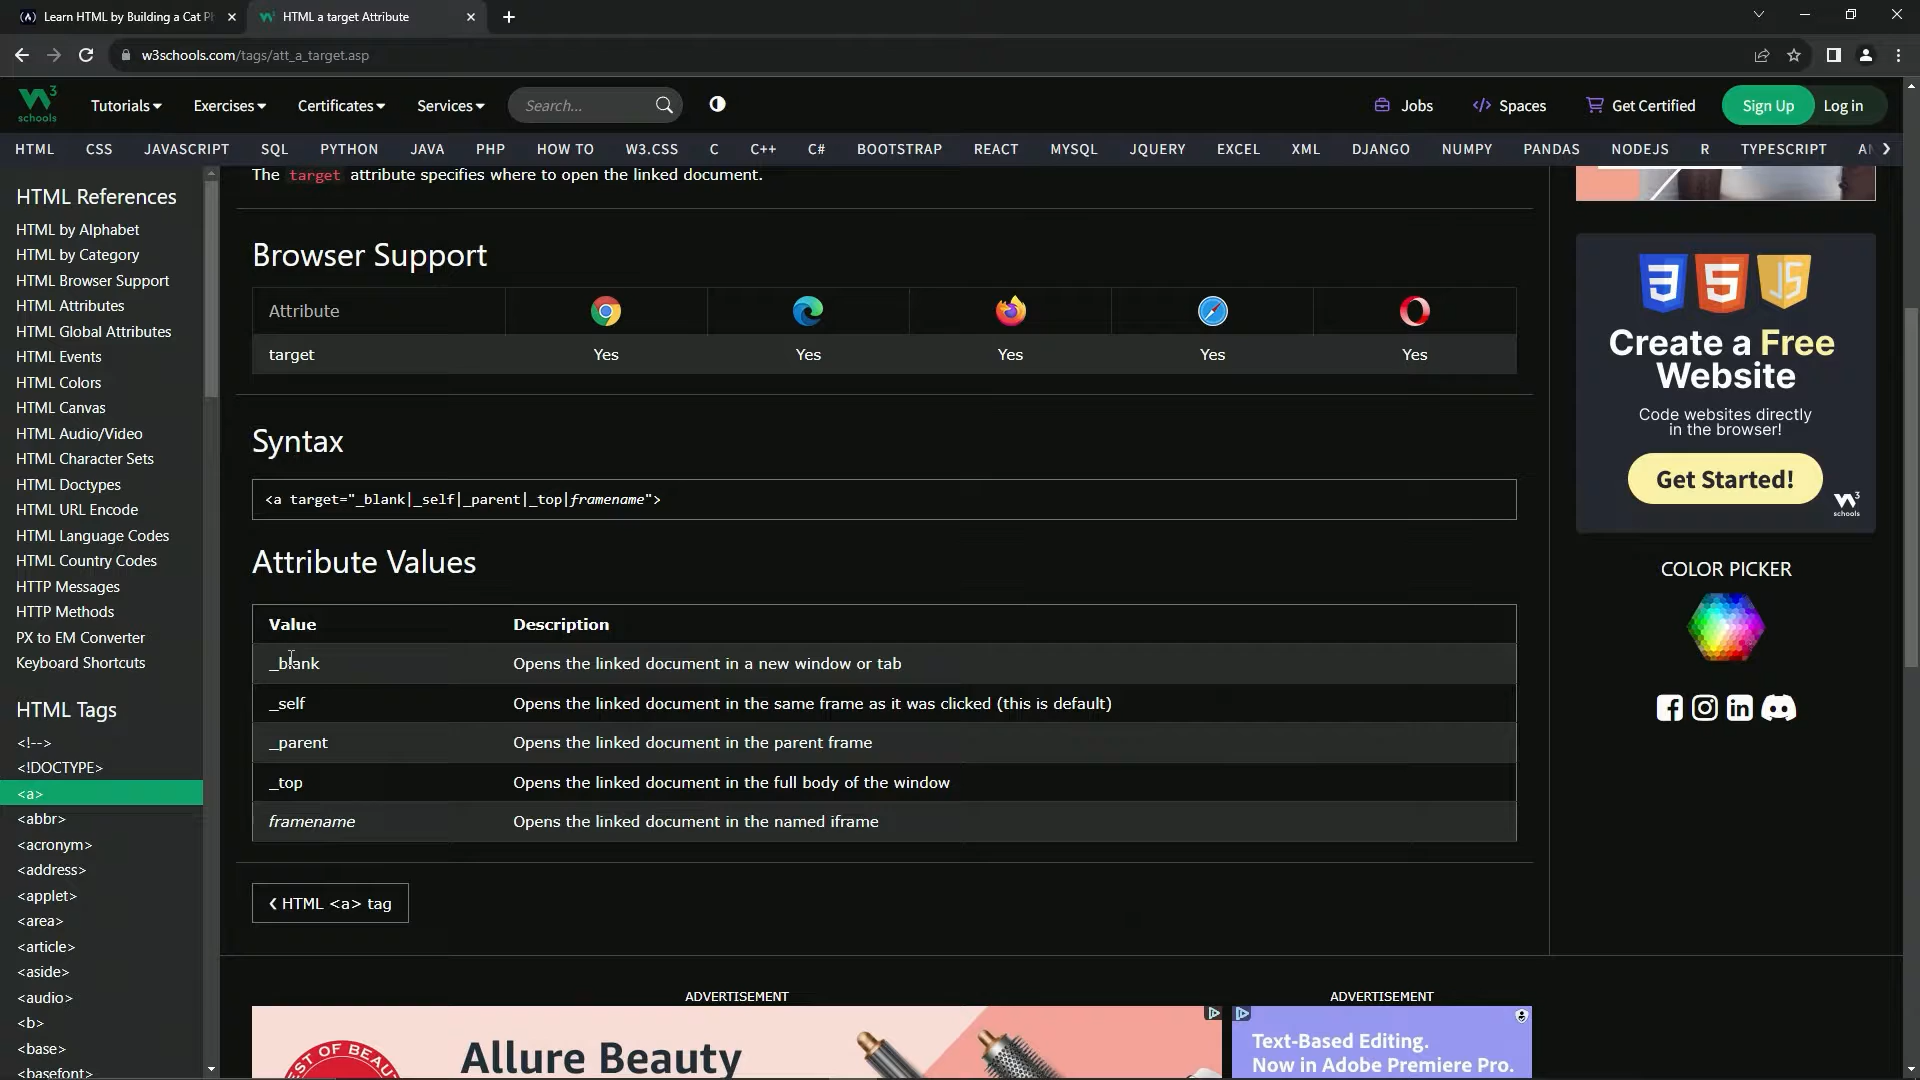 Learn HTML by Building a Cat Ph
HTML a target Attribute
w3schools.com/tags/att_a_target.asp
W3 schools
Tutorials
Exercises
Certificates
Services
Search...
Jobs
Spaces
Get Certified
Sign Up
Log in
HTML CSS JAVASCRIPT SQL PYTHON JAVA PHP HOW TO W3.CSS C C++ C# BOOTSTRAP REACT MYSQL JQUERY EXCEL XML DJANGO NUMPY PANDAS NODEJS R TYPESCRIPT
HTML References
HTML by Alphabet
HTML by Category
HTML Browser Support
HTML Attributes
HTML Global Attributes
HTML Events
HTML Colors
HTML Canvas
HTML Audio/Video
HTML Character Sets
HTML Doctypes
HTML URL Encode
HTML Language Codes
HTML Country Codes
HTTP Messages
HTTP Methods
PX to EM Converter
Keyboard Shortcuts
HTML Tags
<!-->
<!DOCTYPE>
<a>
<abbr>
<acronym>
<address>
<applet>
<area>
<article>
<aside>
<audio>
<b>
<base>
<basefont>
The target attribute specifies where to open the linked document.
Browser Support
Attribute
target Yes Yes Yes Yes Yes
Syntax
<a target="_blank|_self|_parent|_top|framename">
Attribute Values
Value Description
_blank Opens the linked document in a new window or tab
_self Opens the linked document in the same frame as it was clicked (this is default)
_parent Opens the linked document in the parent frame
_top Opens the linked document in the full body of the window
framename Opens the linked document in the named iframe
❮ HTML <a> tag
ADVERTISEMENT
BEST OF BEAUTY
Allure Beauty
ADVERTISEMENT
Text-Based Editing.
Now in Adobe Premiere Pro.
3 5 JS
Create a Free
Website
Code websites directly
in the browser!
Get Started!
W3 schools
COLOR PICKER